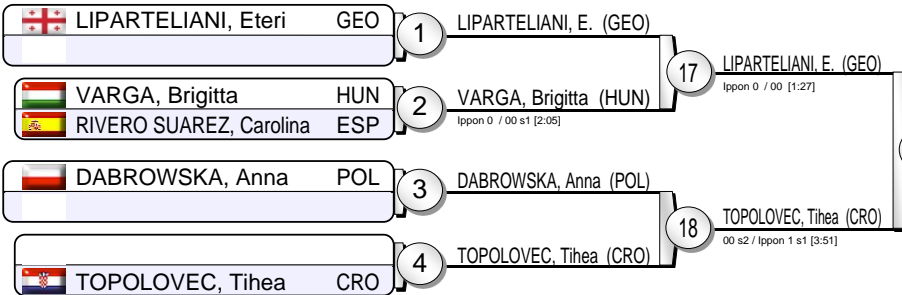 LIPARTELIANI, Eteri GEO
1
LIPARTELIANI, E. (GEO)
VARGA, Brigitta HUN
RIVERO SUAREZ, Carolina ESP
2
VARGA, Brigitta (HUN)
Ippon 0 / 00 s1 [2:05]
17
LIPARTELIANI, E. (GEO)
Ippon 0 / 00 [1:27]
DABROWSKA, Anna POL
3
DABROWSKA, Anna (POL)
TOPOLOVEC, Tihea CRO
4
TOPOLOVEC, Tihea (CRO)
18
TOPOLOVEC, Tihea (CRO)
00 s2 / Ippon 1 s1 [3:51]